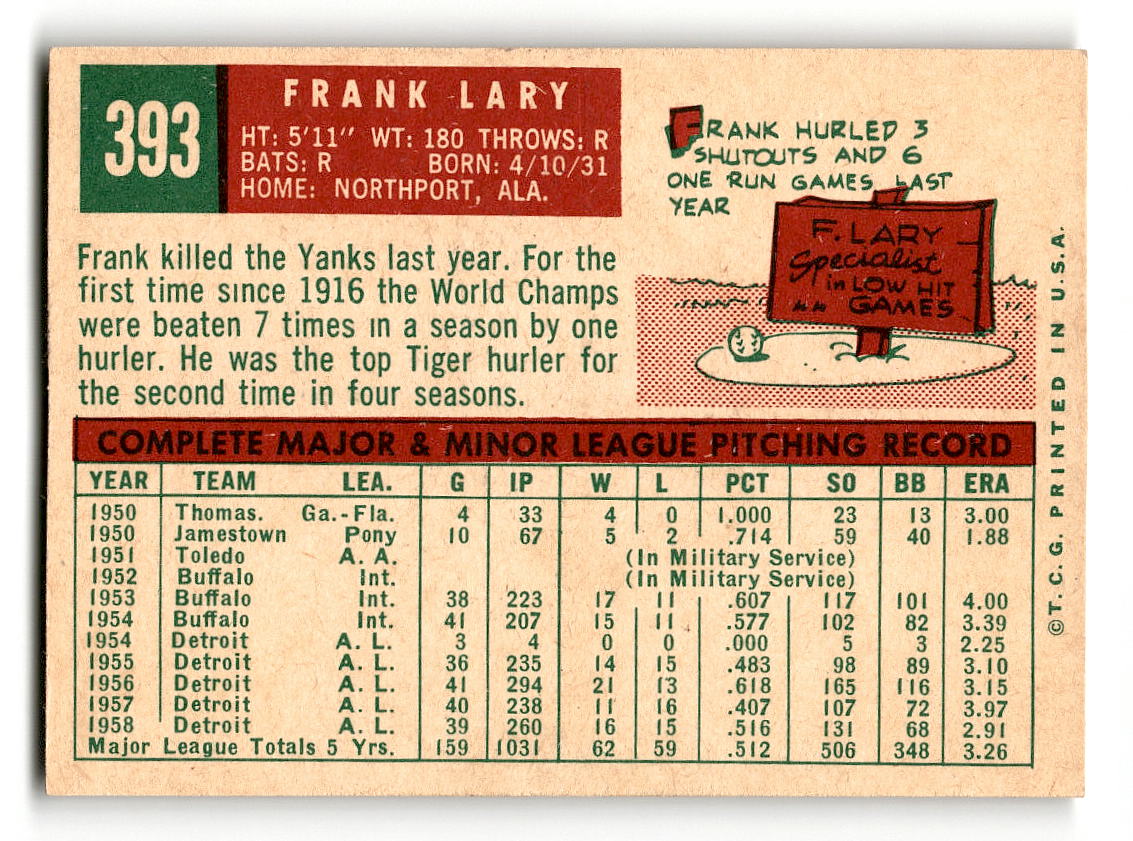 393
FRANK LARY
HT: 5'11" WT: 180 THROWS: R
BATS: R BORN: 4/10/31
HOME: NORTHPORT, ALA.
FRANK HURLED 3
SHUTOUTS AND 6
ONE RUN GAMES LAST
YEAR
F. LARY
Specialist
in LOW HIT
GAMES
Frank killed the Yanks last year. For the
first time since 1916 the World Champs
were beaten 7 times in a season by one
hurler. He was the top Tiger hurler for
the second time in four seasons.
COMPLETE MAJOR & MINOR LEAGUE PITCHING RECORD
YEAR TEAM LEA. G IP W L PCT SO BB ERA
1950 Thomas. Ga.-Fla. 4 33 4 0 1.000 23 13 3.00
1950 Jamestown Pony 10 67 5 2 .714 59 40 1.88
1951 Toledo A. A. (In Military Service)
1952 Buffalo Int. (In Military Service)
1953 Buffalo Int. 38 223 17 11 .607 117 101 4.00
1954 Buffalo Int. 41 207 15 11 .577 102 82 3.39
1954 Detroit A. L. 3 4 0 0 .000 5 3 2.25
1955 Detroit A. L. 36 235 14 15 .483 98 89 3.10
1956 Detroit A. L. 41 294 21 13 .618 165 116 3.15
1957 Detroit A. L. 40 238 11 16 .407 107 72 3.97
1958 Detroit A. L. 39 260 16 15 .516 131 68 2.91
Major League Totals 5 Yrs. 159 1031 62 59 .512 506 348 3.26
© T. C. G. PRINTED IN U.S.A.